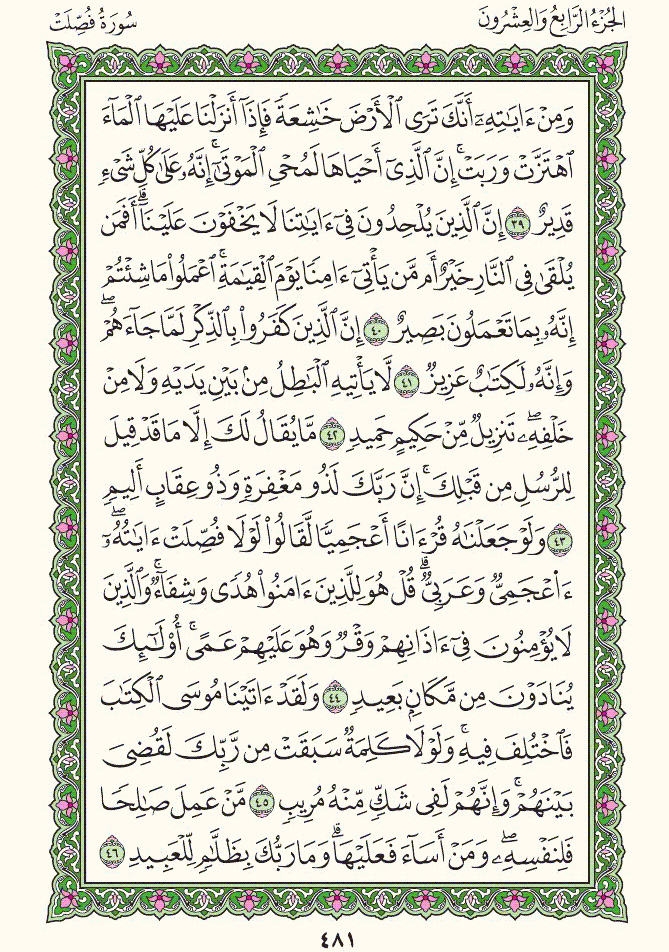 الجُزْءُ الرَّابِعُ وَالعِشْرُونَ
سُورَةُ فُصِّلَتْ
وَمِنْ ءَايَٰتِهِۦٓ أَنَّكَ تَرَى ٱلْأَرْضَ خَٰشِعَةً فَإِذَآ أَنزَلْنَا عَلَيْهَا ٱلْمَآءَ
ٱهْتَزَّتْ وَرَبَتْ ۚ إِنَّ ٱلَّذِىٓ أَحْيَاهَا لَمُحْىِ ٱلْمَوْتَىٰٓ ۚ إِنَّهُۥ عَلَىٰ كُلِّ شَىْءٍ
قَدِيرٌ ٣٩ إِنَّ ٱلَّذِينَ يُلْحِدُونَ فِىٓ ءَايَٰتِنَا لَا يَخْفَوْنَ عَلَيْنَآ ۗ أَفَمَن
يُلْقَىٰ فِى ٱلنَّارِ خَيْرٌ أَم مَّن يَأْتِىٓ ءَامِنًا يَوْمَ ٱلْقِيَٰمَةِ ۚ ٱعْمَلُوا۟ مَا شِئْتُمْ ۖ
إِنَّهُۥ بِمَا تَعْمَلُونَ بَصِيرٌ ٤٠ إِنَّ ٱلَّذِينَ كَفَرُوا۟ بِٱلذِّكْرِ لَمَّا جَآءَهُمْ ۖ
وَإِنَّهُۥ لَكِتَٰبٌ عَزِيزٌ ٤١ لَّا يَأْتِيهِ ٱلْبَٰطِلُ مِنۢ بَيْنِ يَدَيْهِ وَلَا مِنْ
خَلْفِهِۦ ۖ تَنزِيلٌ مِّنْ حَكِيمٍ حَمِيدٍ ٤٢ مَّا يُقَالُ لَكَ إِلَّا مَا قَدْ قِيلَ
لِلرُّسُلِ مِن قَبْلِكَ ۚ إِنَّ رَبَّكَ لَذُو مَغْفِرَةٍ وَذُو عِقَابٍ أَلِيمٍ
٤٣ وَلَوْ جَعَلْنَٰهُ قُرْءَانًا أَعْجَمِيًّا لَّقَالُوا۟ لَوْلَا فُصِّلَتْ ءَايَٰتُهُۥٓ ۖ
ءَا۬عْجَمِىٌّ وَعَرَبِىٌّ ۗ قُلْ هُوَ لِلَّذِينَ ءَامَنُوا۟ هُدًى وَشِفَآءٌ ۖ وَٱلَّذِينَ
لَا يُؤْمِنُونَ فِىٓ ءَاذَانِهِمْ وَقْرٌ وَهُوَ عَلَيْهِمْ عَمًى ۚ أُو۟لَٰٓئِكَ
يُنَادَوْنَ مِن مَّكَانٍۭ بَعِيدٍ ٤٤ وَلَقَدْ ءَاتَيْنَا مُوسَى ٱلْكِتَٰبَ
فَٱخْتُلِفَ فِيهِ ۗ وَلَوْلَا كَلِمَةٌ سَبَقَتْ مِن رَّبِّكَ لَقُضِىَ
بَيْنَهُمْ ۚ وَإِنَّهُمْ لَفِى شَكٍّ مِّنْهُ مُرِيبٍ ٤٥ مَّنْ عَمِلَ صَٰلِحًا
فَلِنَفْسِهِۦ ۖ وَمَنْ أَسَآءَ فَعَلَيْهَا ۗ وَمَا رَبُّكَ بِظَلَّٰمٍ لِّلْعَبِيدِ ٤٦
٤٨١